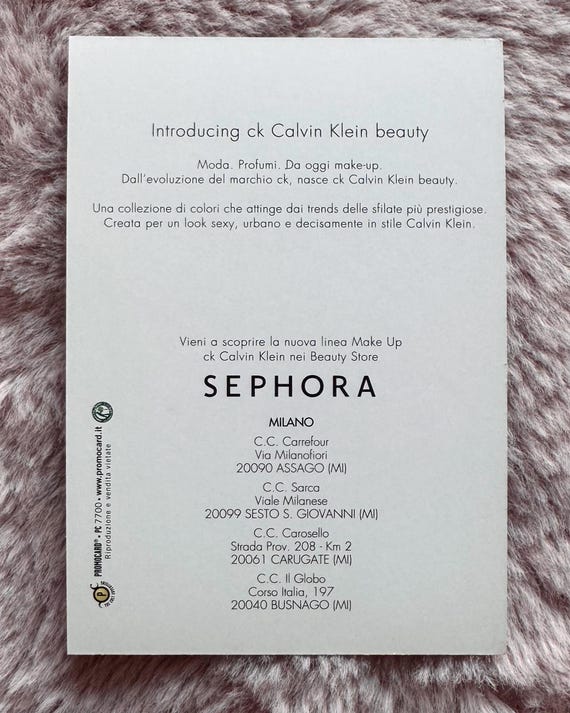 Introducing ck Calvin Klein beauty
Moda. Profumi. Da oggi make-up.
Dall'evoluzione del marchio ck, nasce ck Calvin Klein beauty.
Una collezione di colori che attinge dai trends delle sfilate più prestigiose.
Creata per un look sexy, urbano e decisamente in stile Calvin Klein.
Vieni a scoprire la nuova linea Make Up
ck Calvin Klein nei Beauty Store
SEPHORA
MILANO
C.C. Carrefour
Via Milanofiori
20090 ASSAGO (MI)
C.C. Sarca
Viale Milanese
20099 SESTO S. GIOVANNI (MI)
C.C. Carosello
Strada Prov. 208 - Km 2
20061 CARUGATE (MI)
C.C. Il Globo
Corso Italia, 197
20040 BUSNAGO (MI)
PROMOCARD® • PC 7700 • www.promocard.it
Riproduzione e vendita vietate